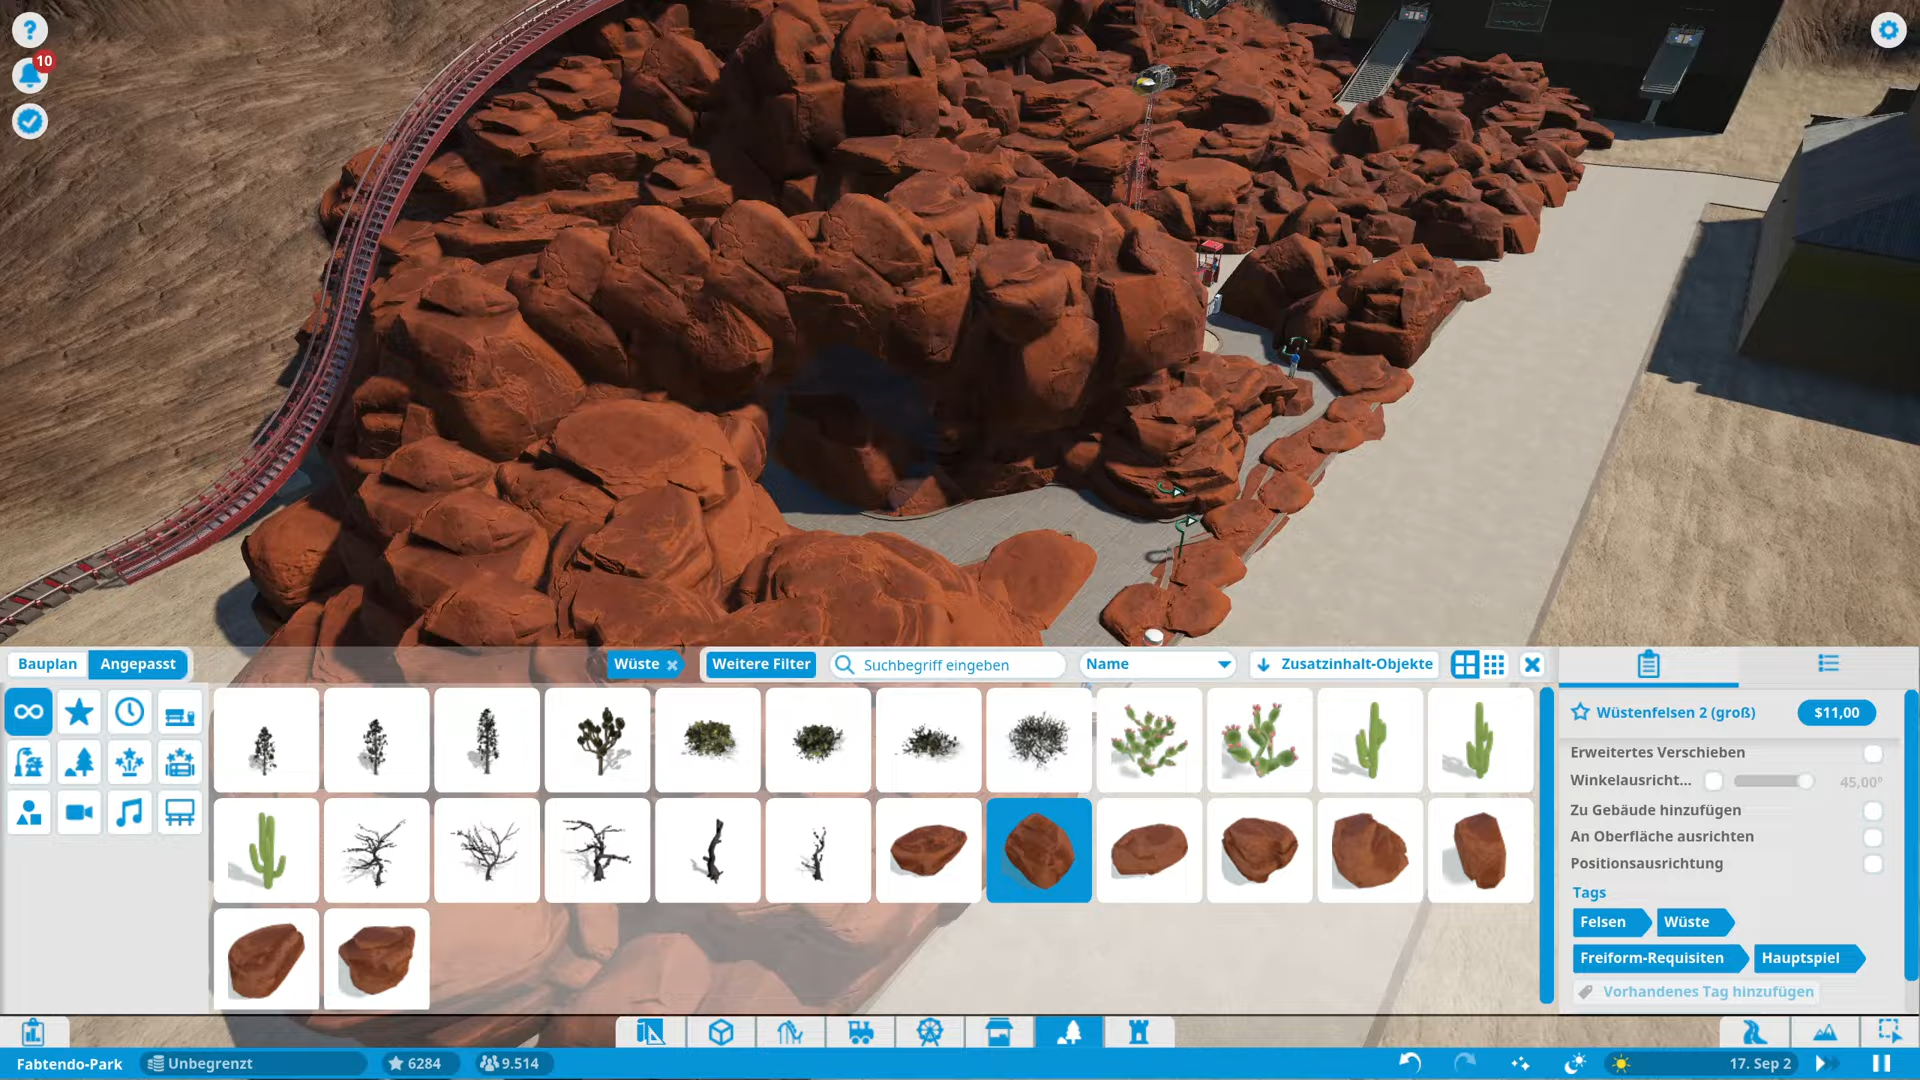 10
Bauplan
Angepasst
Wüste
Weitere Filter
Suchbegriff eingeben
Name
Zusatzinhalt-Objekte
Wüstenfelsen 2 (groß)
$11,00
Erweitertes Verschieben
Winkelausricht...
45,00°
Zu Gebäude hinzufügen
An Oberfläche ausrichten
Positionsausrichtung
Tags
Felsen
Wüste
Freiform-Requisiten
Hauptspiel
Vorhandenes Tag hinzufügen
Fabtendo-Park
Unbegrenzt
6284
9.514
17. Sep 2